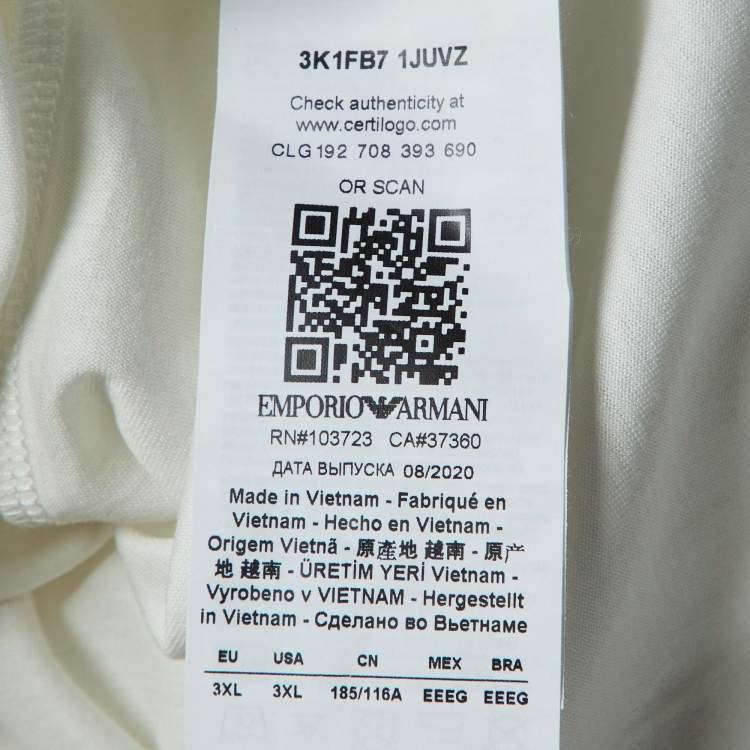 3K1FB7 1JUVZ
Check authenticity at
www.certilogo.com
CLG 192 708 393 690
OR SCAN
EMPORIO ARMANI
RN#103723 CA#37360
ДАТА ВЫПУСКА 08/2020
Made in Vietnam - Fabriqué en
Vietnam - Hecho en Vietnam -
Origem Vietnã - 原產地 越南 - 原产
地 越南 - ÜRETİM YERİ Vietnam -
Vyrobeno v VIETNAM - Hergestellt
in Vietnam - Сделано во Вьетнаме
EU USA CN MEX BRA
3XL 3XL 185/116A EEEG EEEG